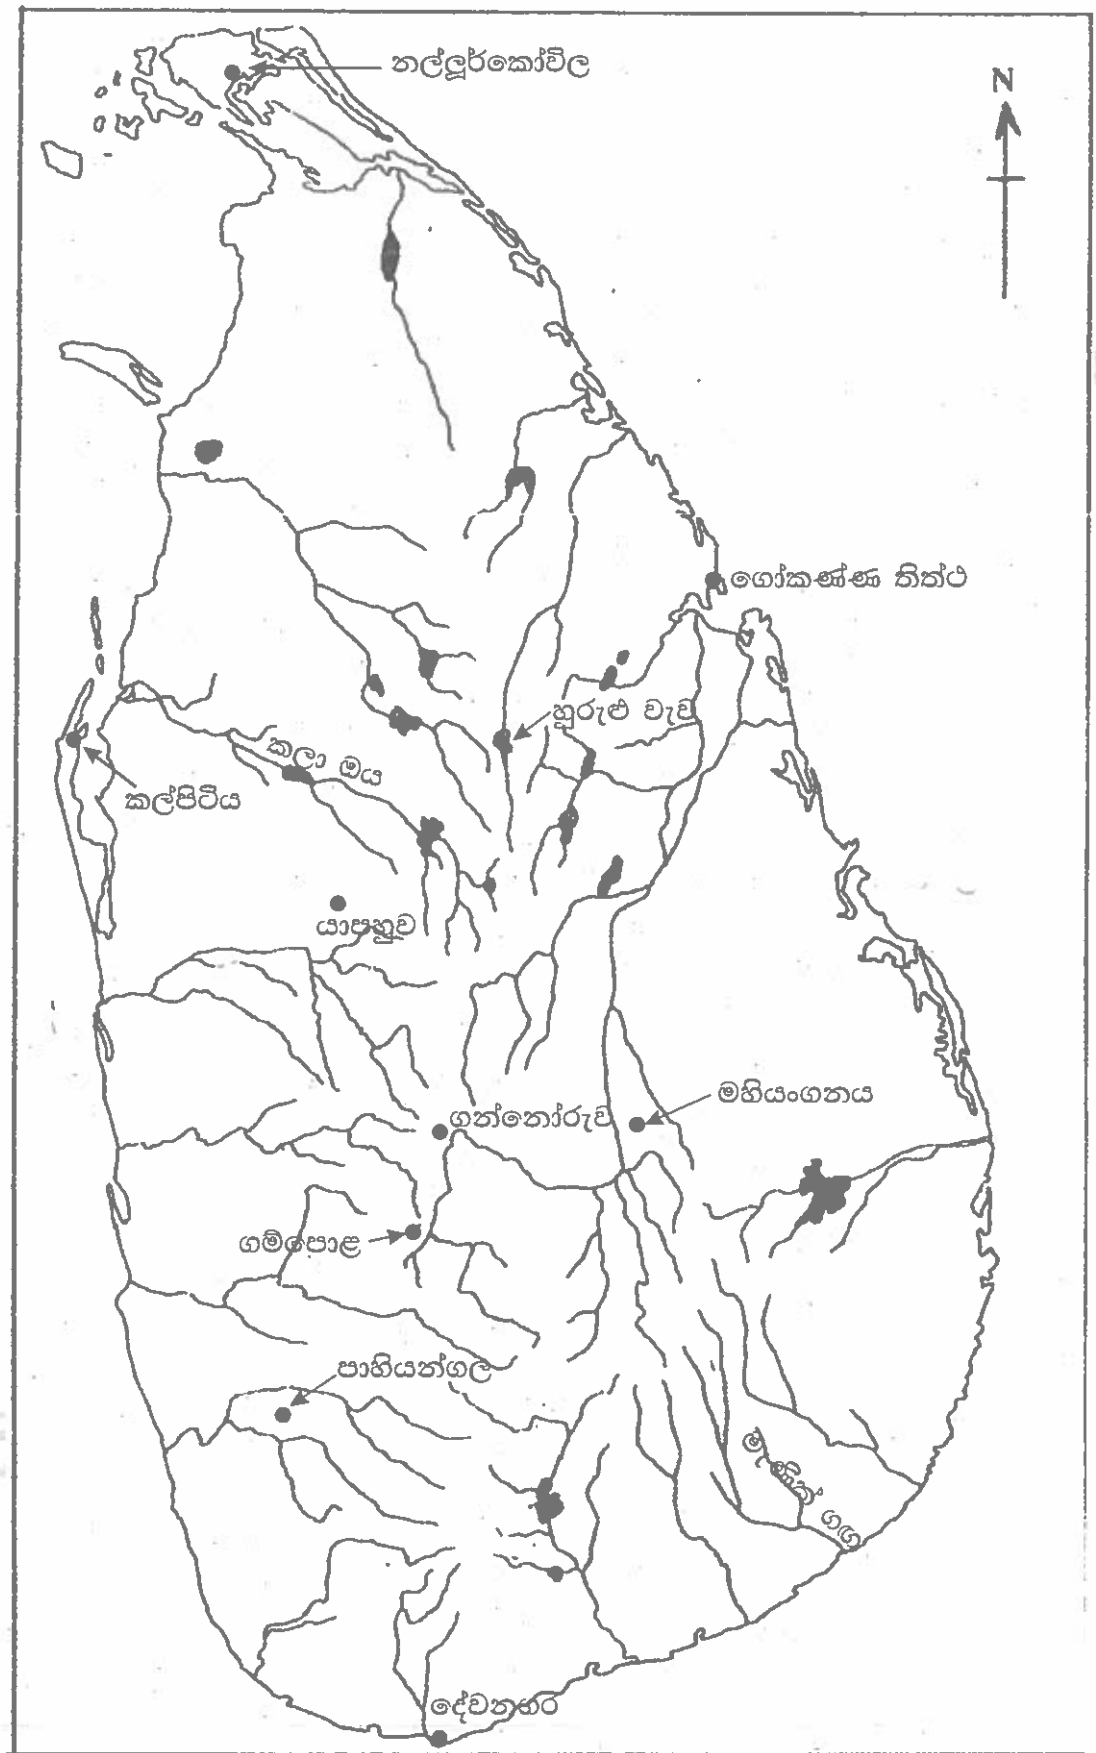 නල්ලූර්කෝවිල
N
ගෝකණ්ණ තිත්ථ
හුරුළු වැව
කලා ඔය
කල්පිටිය
යාපහුව
මහියංගනය
ගන්නෝරුව
ගම්පොළ
පාහියන්ගල
මැණික් ගඟ
දේවනගර